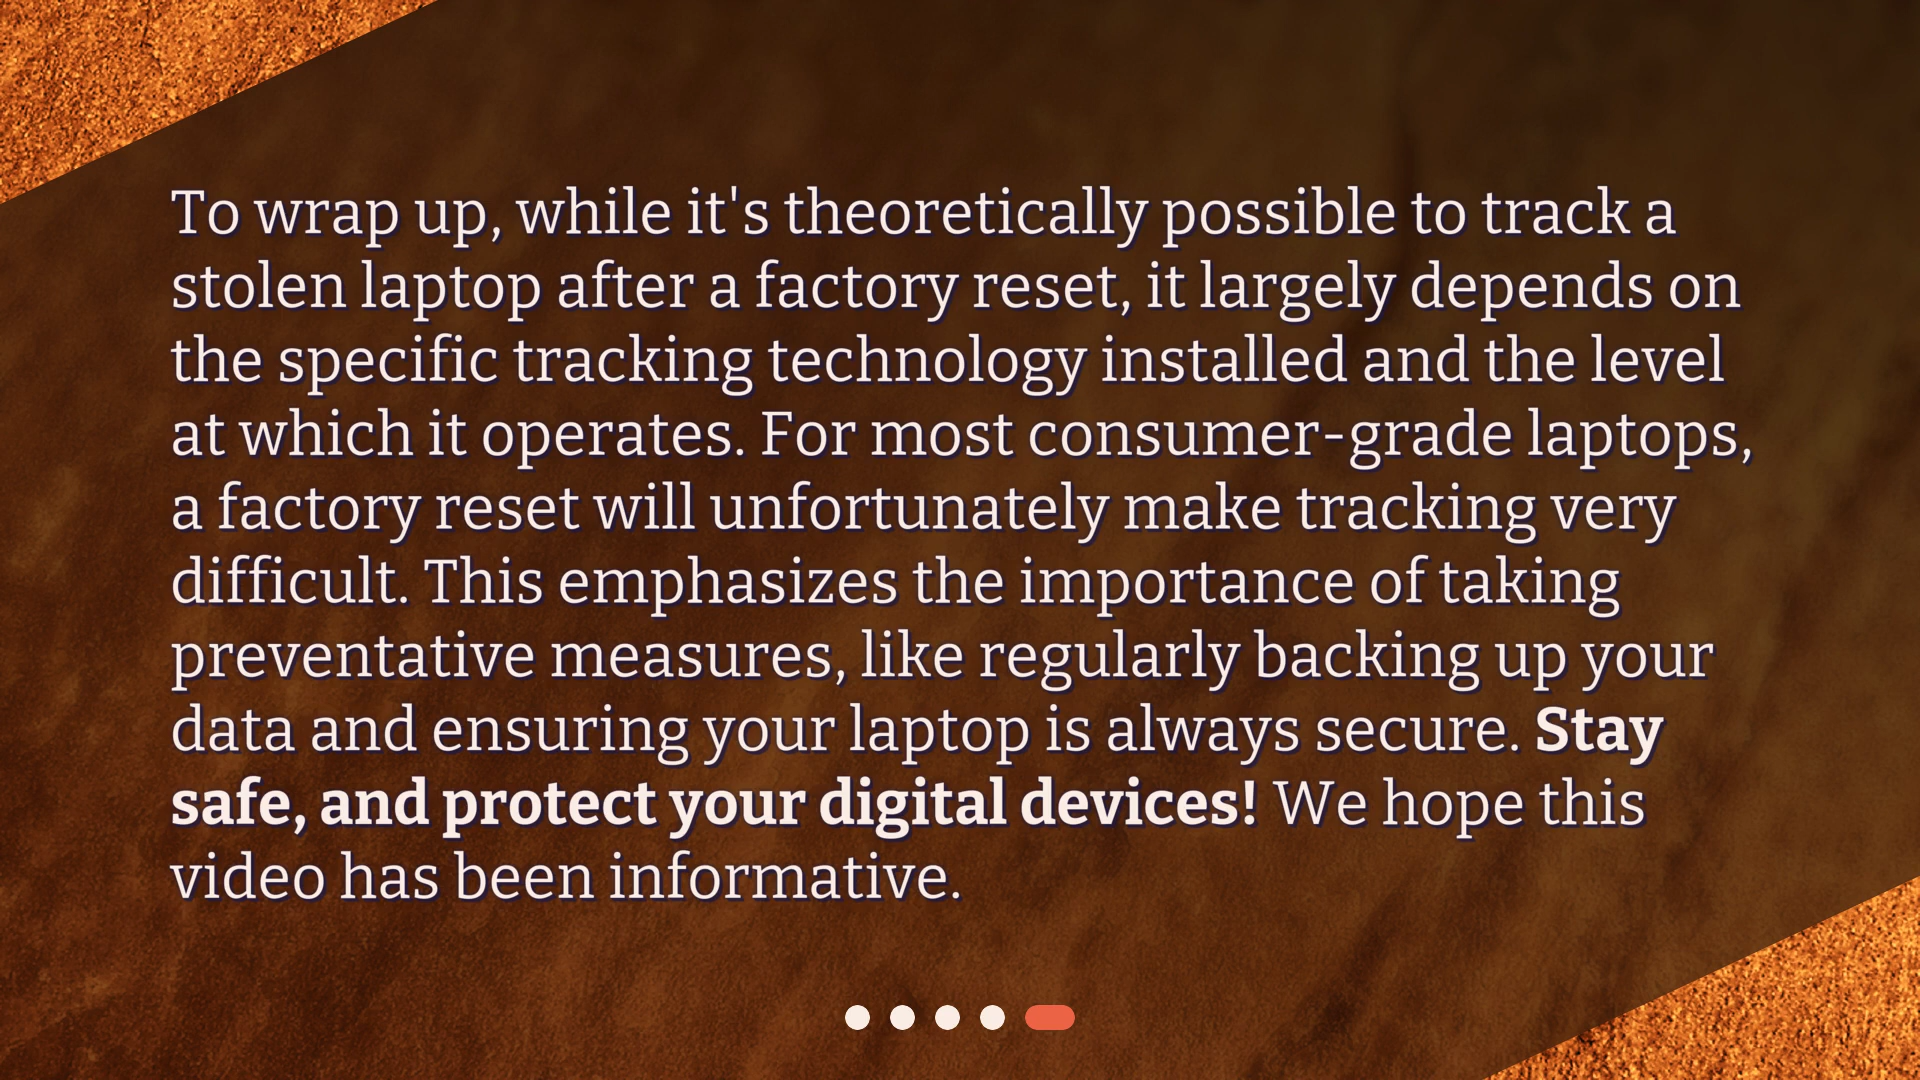 To wrap up, while it's theoretically possible to track a
stolen laptop after a factory reset, it largely depends on
the specific tracking technology installed and the level
at which it operates. For most consumer-grade laptops,
a factory reset will unfortunately make tracking very
difficult. This emphasizes the importance of taking
preventative measures, like regularly backing up your
data and ensuring your laptop is always secure. Stay
safe, and protect your digital devices! We hope this
video has been informative.